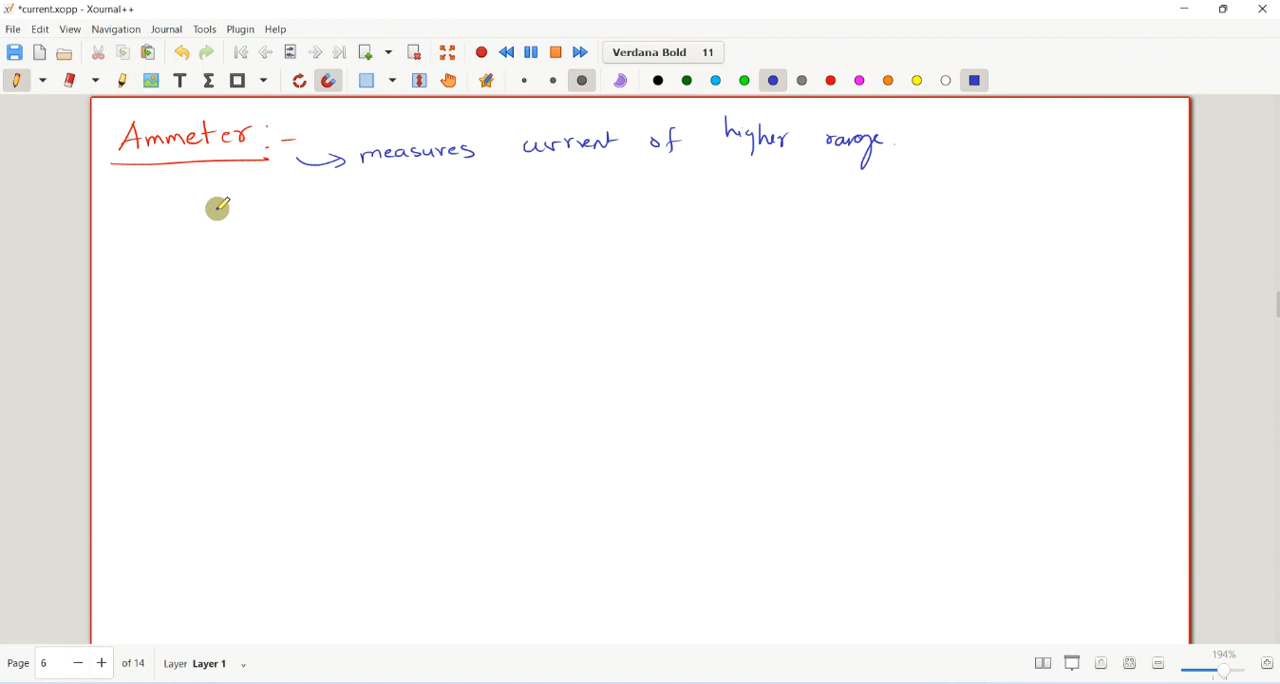 *current.xopp - Xournal++
File Edit View Navigation Journal Tools Plugin Help
Verdana Bold 11
Ammeter :-
measures current of higher range.
Page 6 of 14 Layer Layer 1
194%